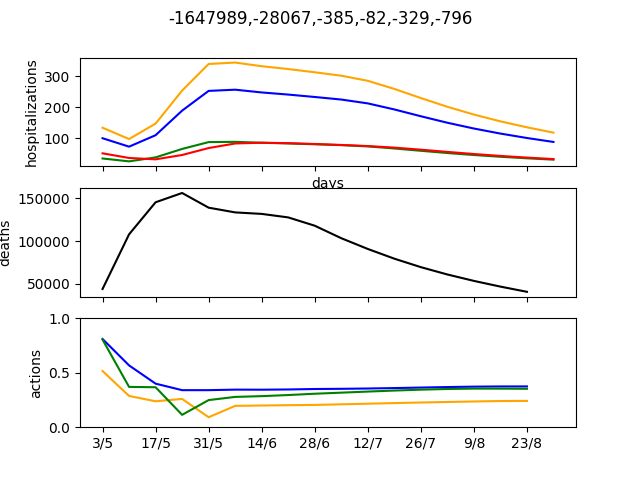 -1647989,-28067,-385,-82,-329,-796
hospitalizations
300
200
100
days
deaths
150000
100000
50000
actions
1.0
0.5
0.0
3/5 17/5 31/5 14/6 28/6 12/7 26/7 9/8 23/8